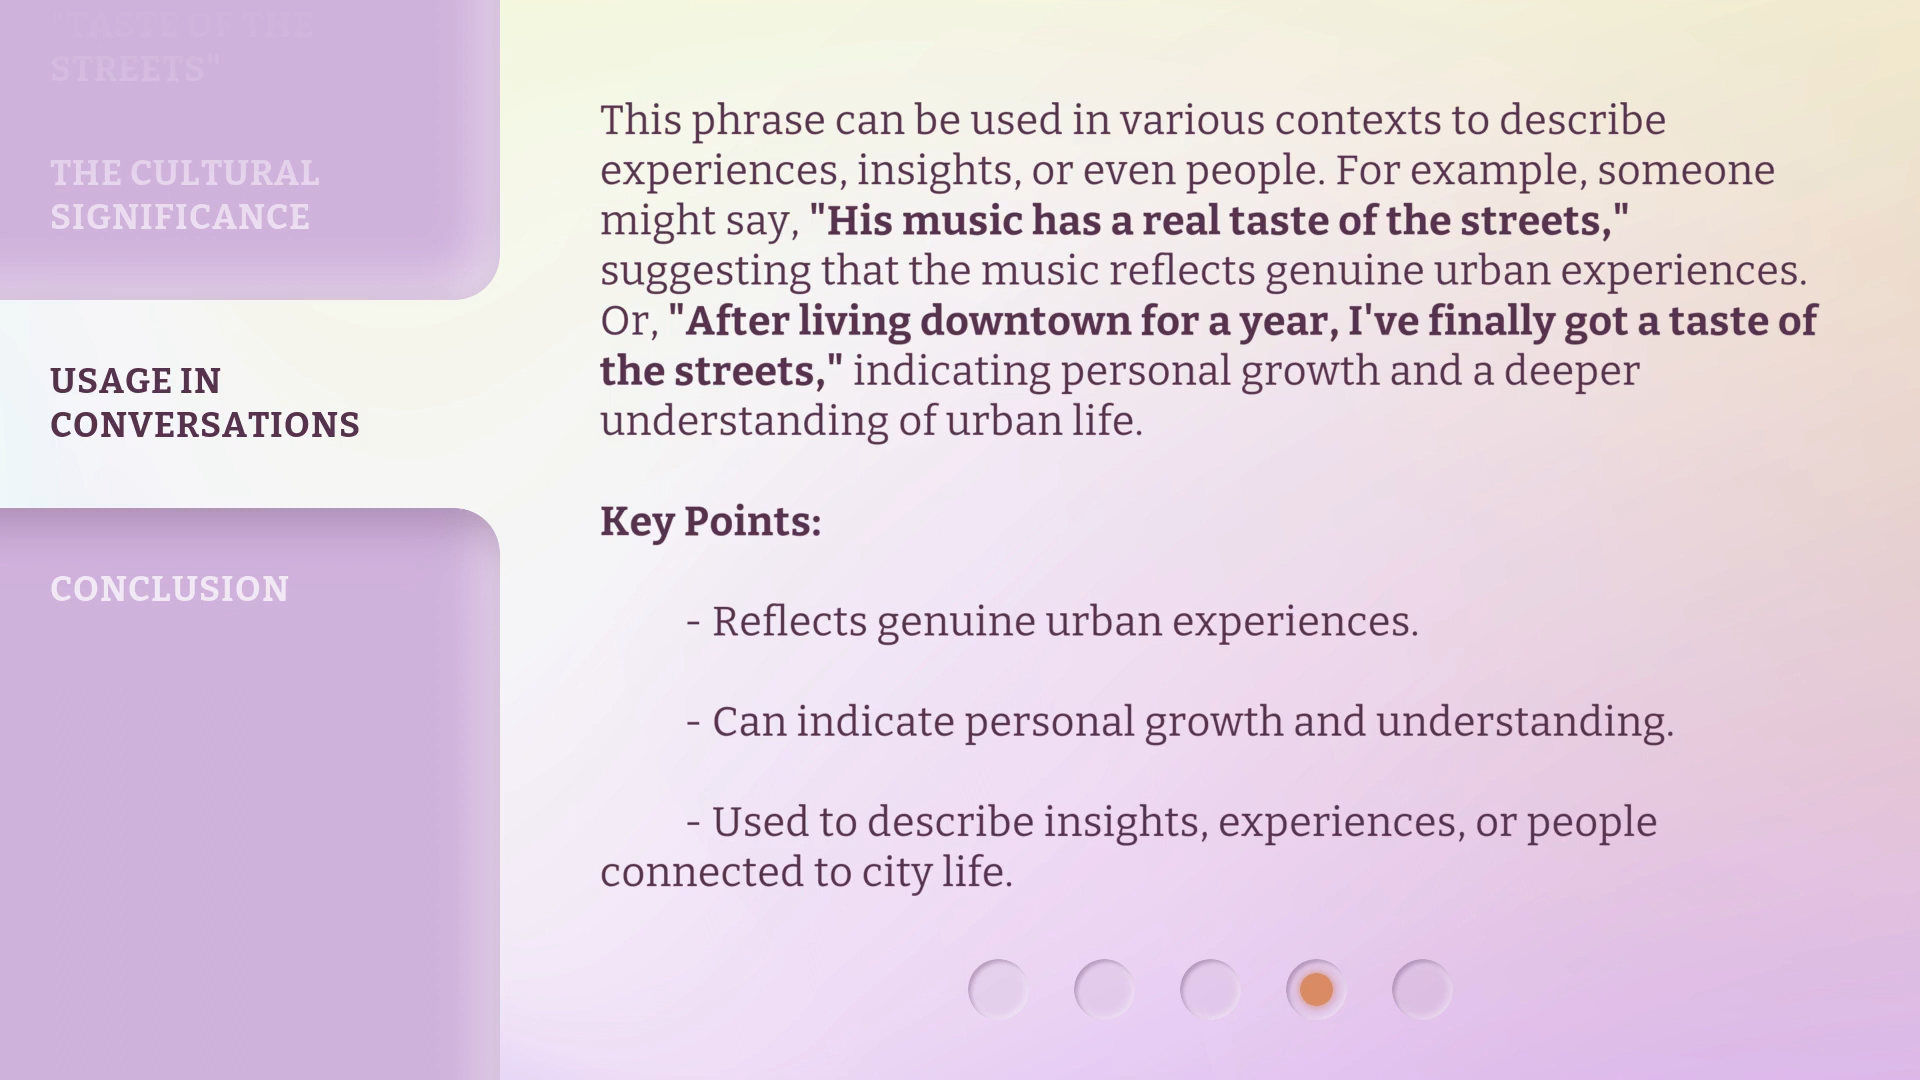 "TASTE OF THE
STREETS"
THE CULTURAL
SIGNIFICANCE
USAGE IN
CONVERSATIONS
CONCLUSION
This phrase can be used in various contexts to describe
experiences, insights, or even people. For example, someone
might say, "His music has a real taste of the streets,"
suggesting that the music reflects genuine urban experiences.
Or, "After living downtown for a year, I've finally got a taste of
the streets," indicating personal growth and a deeper
understanding of urban life.
Key Points:
- Reflects genuine urban experiences.
- Can indicate personal growth and understanding.
- Used to describe insights, experiences, or people
connected to city life.